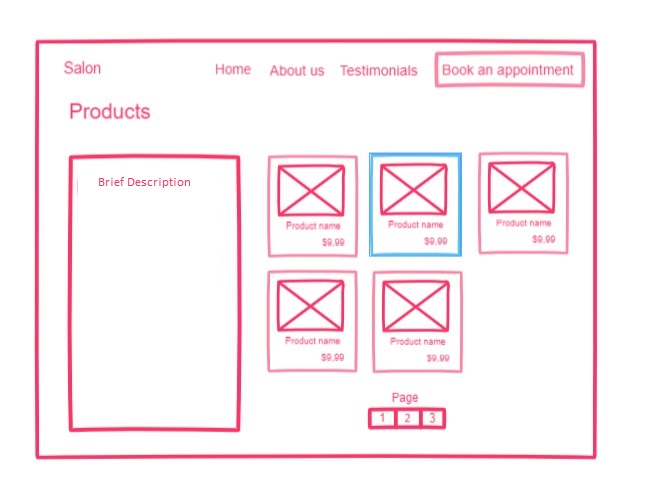 Salon Home About us Testimonials Book an appointment
Products
Brief Description
Product name
$9,99
Product name
$9,99
Product name
$9,99
Product name
$9,99
Product name
$9,99
Page
1 2 3